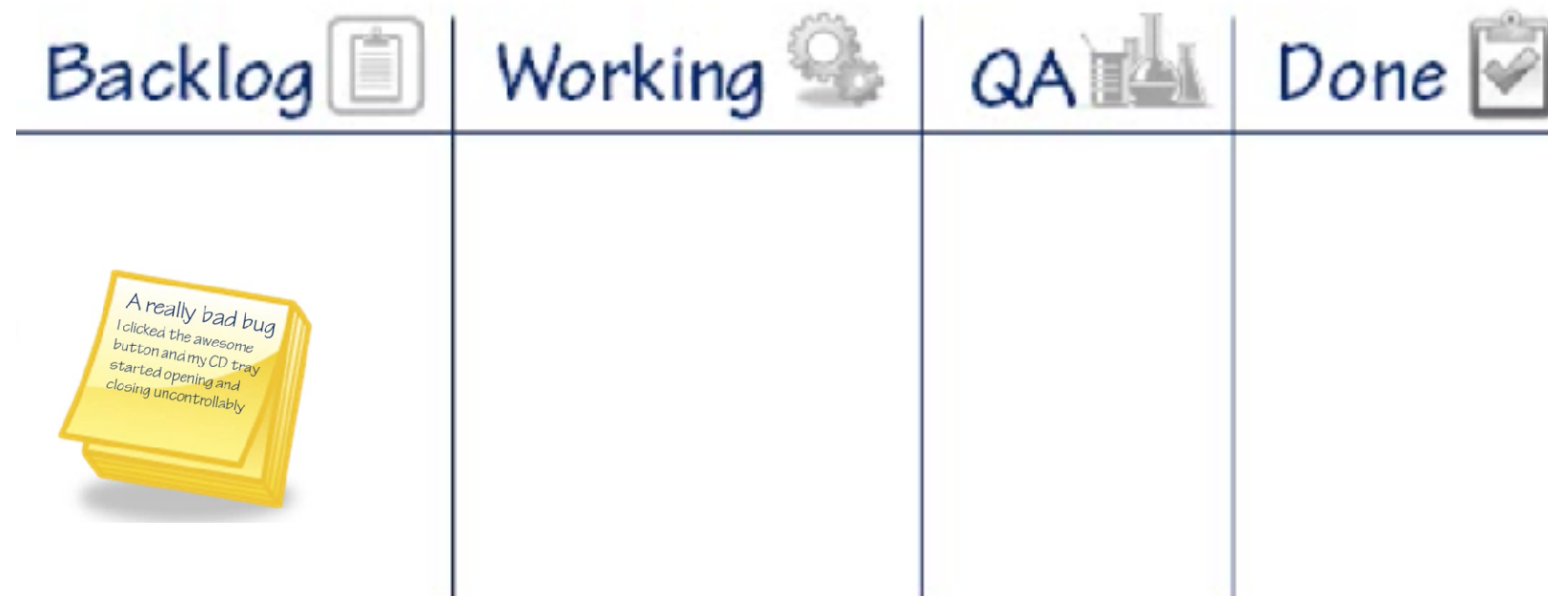 Backlog
Working
QA
Done
A really bad bug
I clicked the awesome
button and my CD tray
started opening and
closing uncontrollably